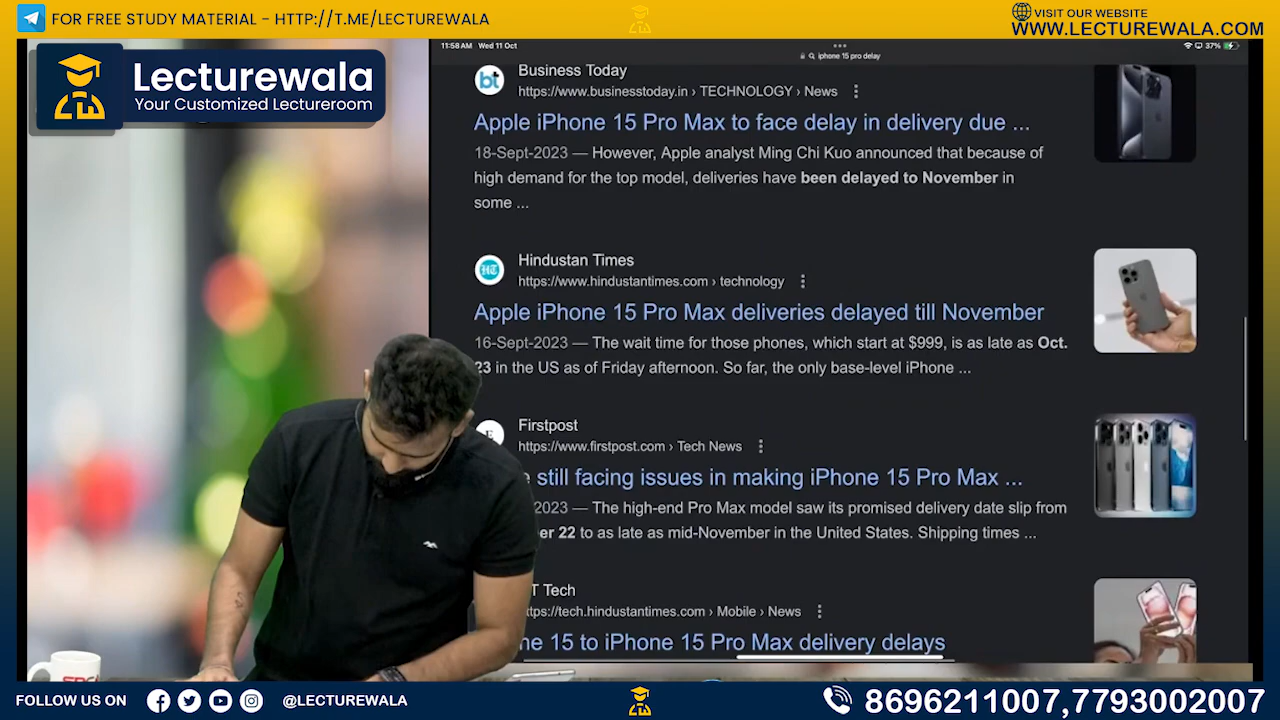 FOR FREE STUDY MATERIAL - HTTP://T.ME/LECTUREWALA
VISIT OUR WEBSITE
WWW.LECTUREWALA.COM
Lecturewala
Your Customized Lectureroom
11:58 AM Wed 11 Oct
iphone 15 pro delay
37%
bt
Business Today
https://www.businesstoday.in › TECHNOLOGY › News
Apple iPhone 15 Pro Max to face delay in delivery due ...
18-Sept-2023 — However, Apple analyst Ming Chi Kuo announced that because of
high demand for the top model, deliveries have been delayed to November in
some ...
HT
Hindustan Times
https://www.hindustantimes.com › technology
Apple iPhone 15 Pro Max deliveries delayed till November
16-Sept-2023 — The wait time for those phones, which start at $999, is as late as Oct.
23 in the US as of Friday afternoon. So far, the only base-level iPhone ...
Firstpost
https://www.firstpost.com › Tech News
still facing issues in making iPhone 15 Pro Max ...
2023 — The high-end Pro Max model saw its promised delivery date slip from
er 22 to as late as mid-November in the United States. Shipping times ...
T Tech
ttps://tech.hindustantimes.com › Mobile › News
ne 15 to iPhone 15 Pro Max delivery delays
FOLLOW US ON
@LECTUREWALA
8696211007,7793002007